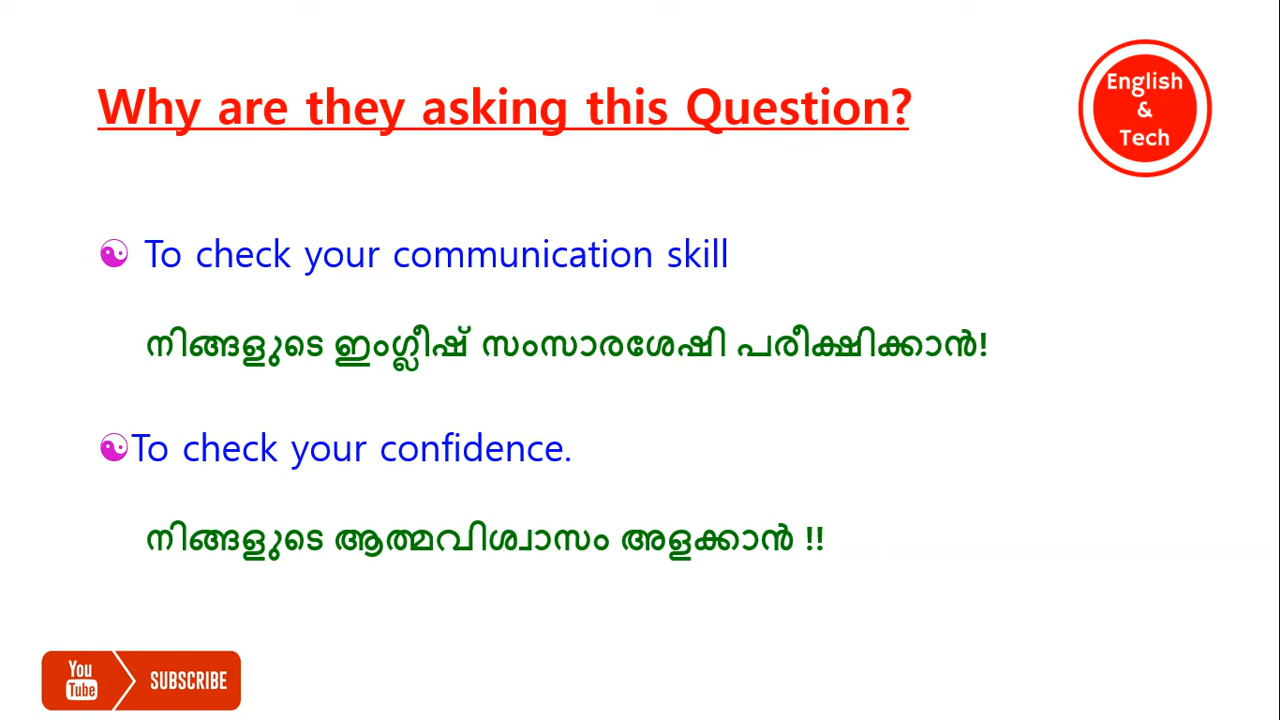 Why are they asking this Question?
English
&
Tech
☯ To check your communication skill
നിങ്ങളുടെ ഇംഗ്ലീഷ് സംസാരശേഷി പരീക്ഷിക്കാൻ!
☯To check your confidence.
നിങ്ങളുടെ ആത്മവിശ്വാസം അളക്കാൻ !!
You
Tube
SUBSCRIBE